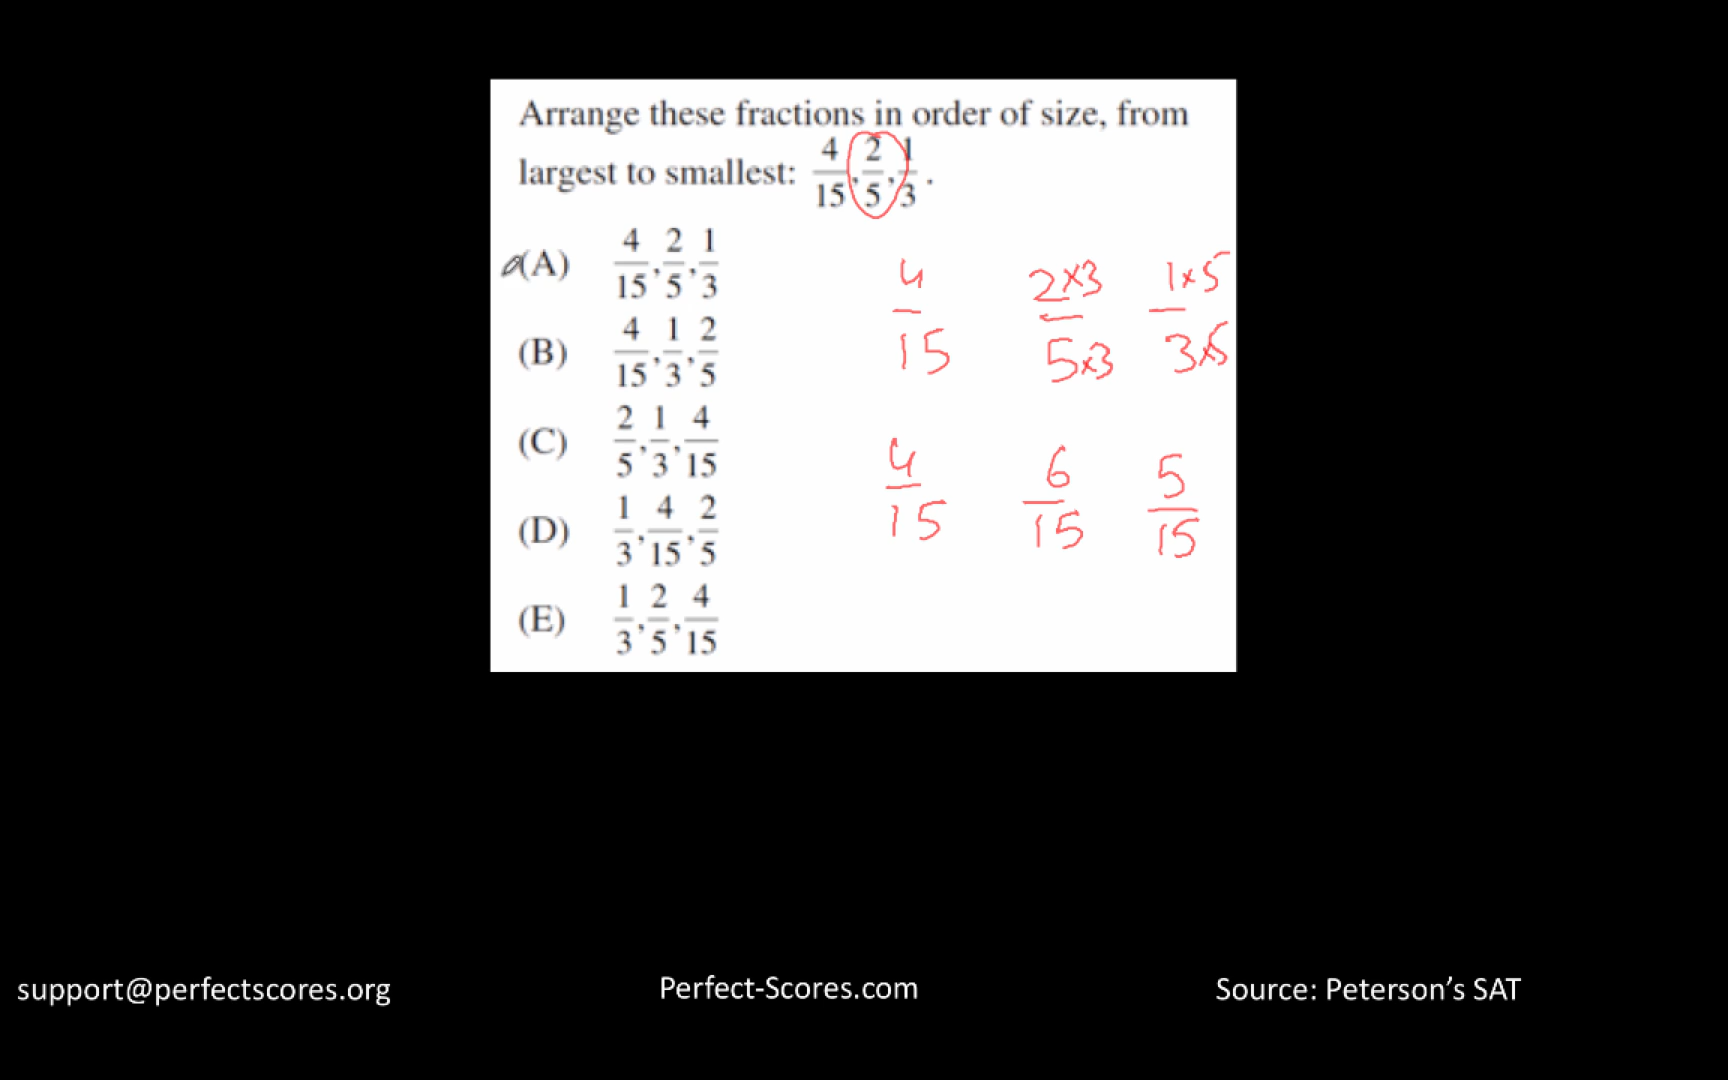 Arrange these fractions in order of size, from
largest to smallest: 4/15, 2/5, 1/3.
(A) 4/15, 2/5, 1/3
(B) 4/15, 1/3, 2/5
(C) 2/5, 1/3, 4/15
(D) 1/3, 4/15, 2/5
(E) 1/3, 2/5, 4/15
4/15 2×3/5×3 1×5/3×5
4/15 6/15 5/15
support@perfectscores.org
Perfect-Scores.com
Source: Peterson’s SAT